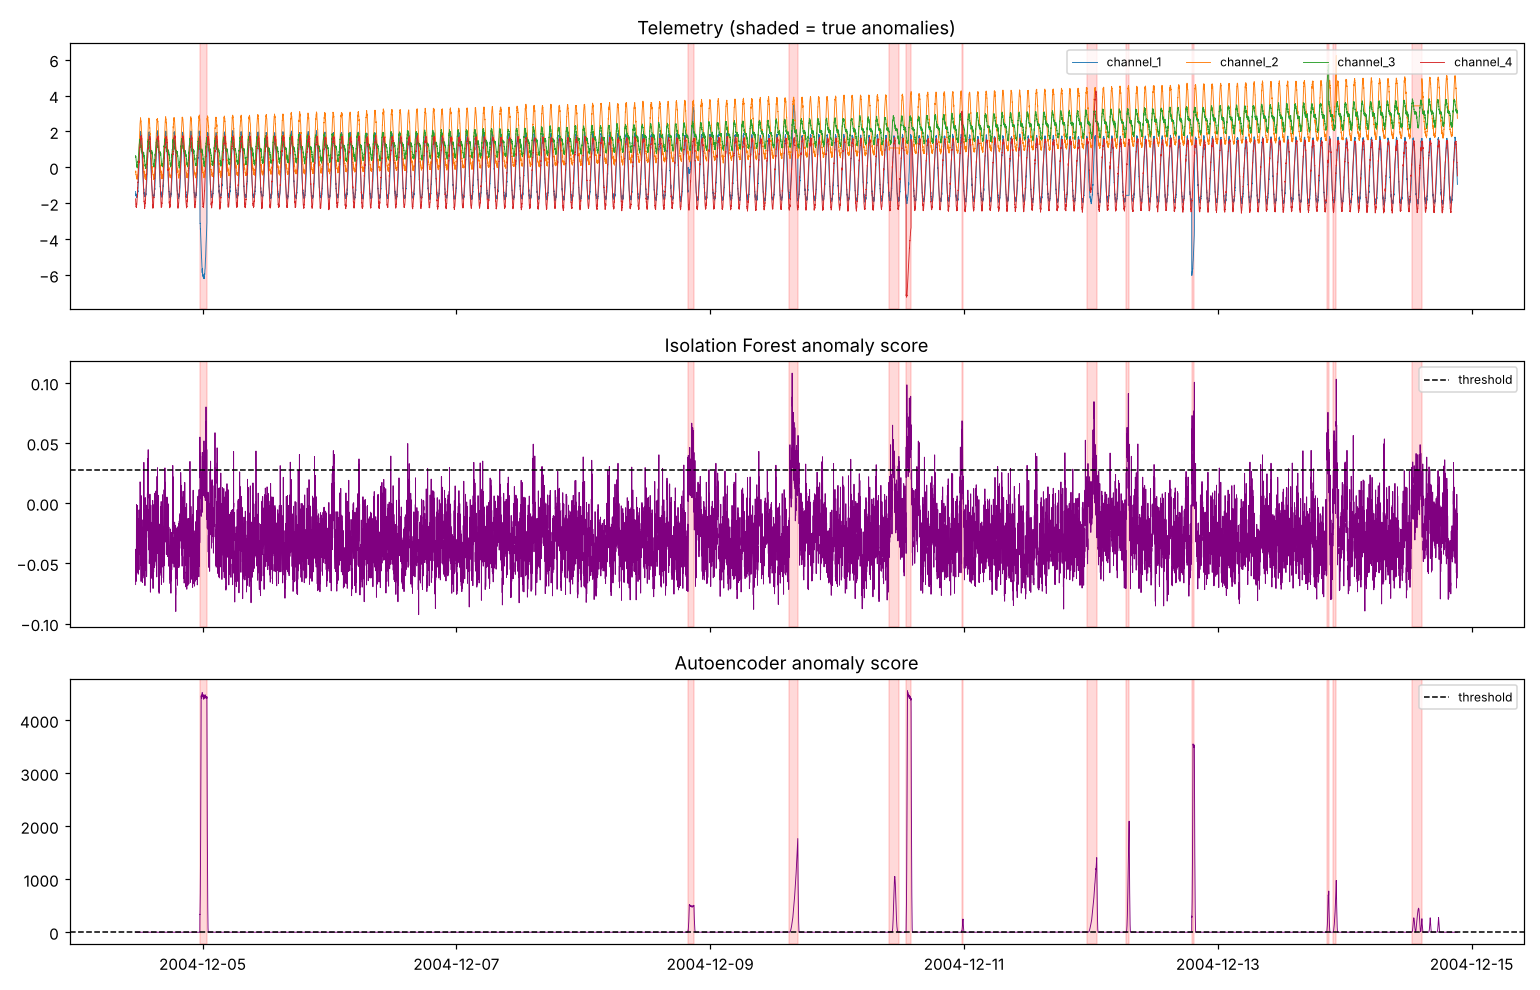 Telemetry (shaded = true anomalies)
channel_1 channel_2 channel_3 channel_4
6
4
2
0
−2
−4
−6
Isolation Forest anomaly score
threshold
0.10
0.05
0.00
−0.05
−0.10
Autoencoder anomaly score
threshold
4000
3000
2000
1000
0
2004-12-05 2004-12-07 2004-12-09 2004-12-11 2004-12-13 2004-12-15